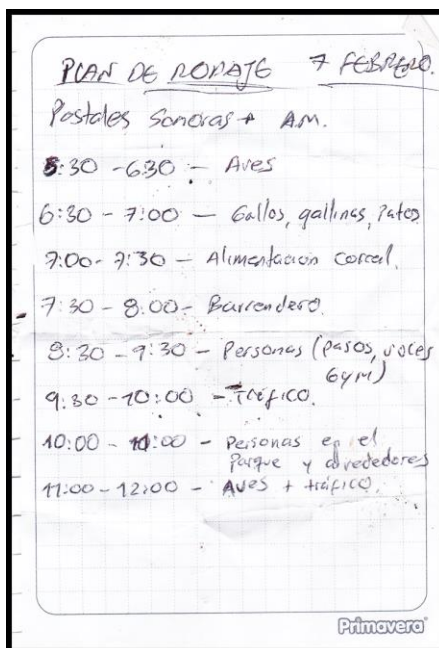 PLAN DE RODAJE 7 FEBRERO.
Postales Sonoras + A.M.
5:30 - 6:30 - Aves
6:30 - 7:00 - Gallos, gallinas, Patos
7:00 - 7:30 - Alimentación corral.
7:30 - 8:00 - Barrendero.
8:30 - 9:30 - Personas (pasos, voces
Gym)
9:30 - 10:00 - Tráfico.
10:00 - 11:00 - Personas en el
Parque y alrededores
11:00 - 12:00 - Aves + tráfico.
Primavera